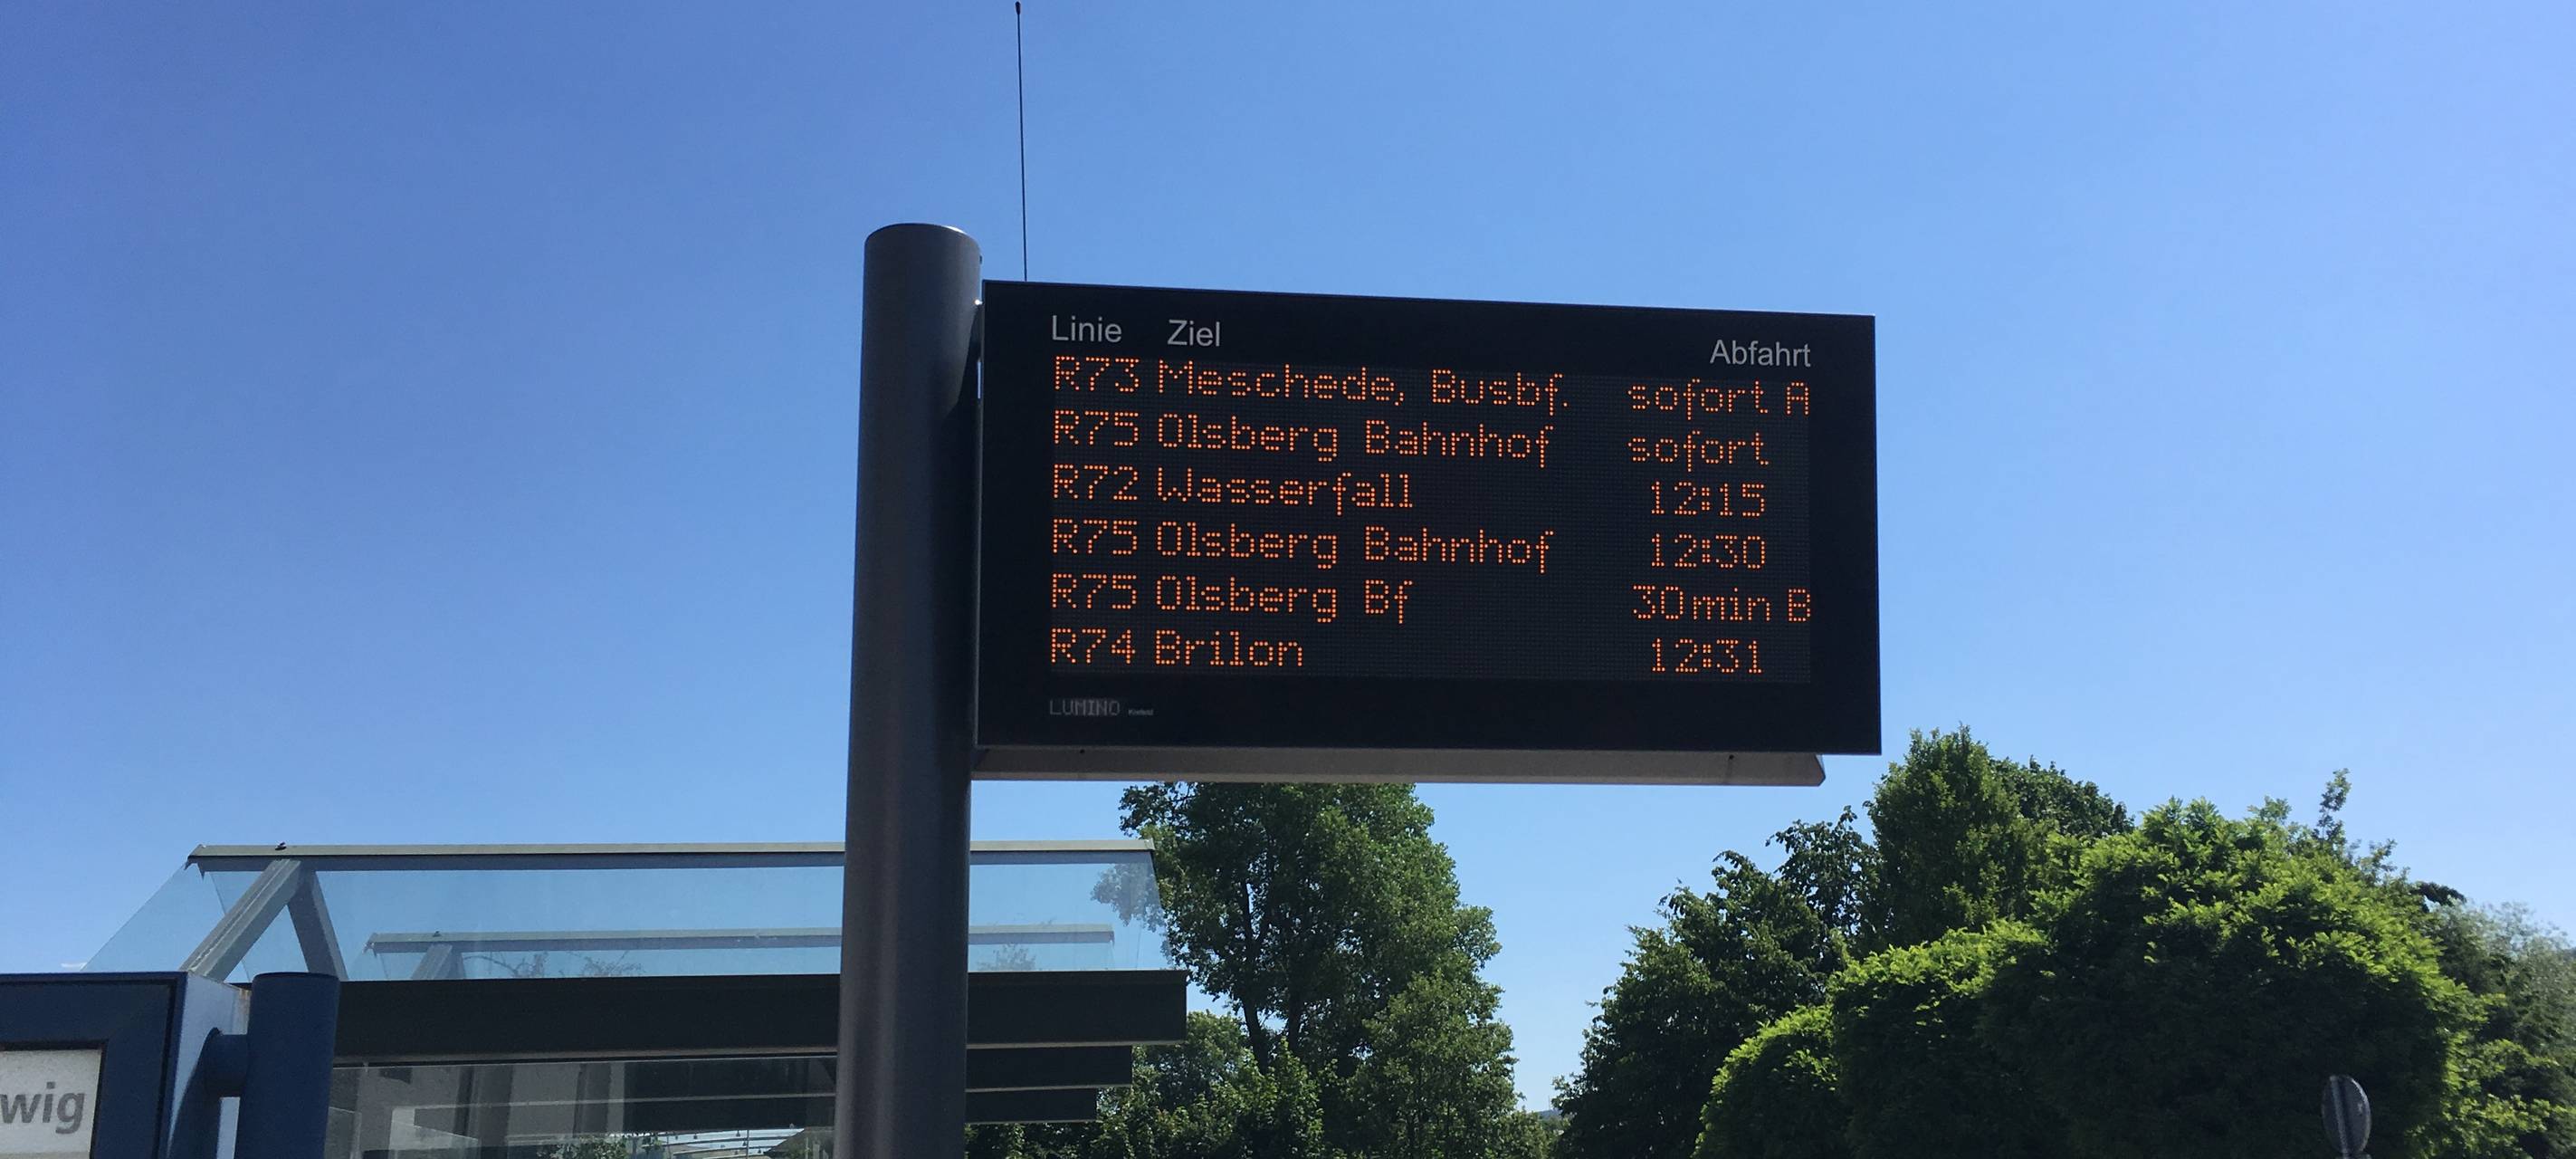 Linie Ziel Abfahrt
R73 Meschede, Busbf. sofort A
R75 Olsberg Bahnhof sofort
R72 Wasserfall 12:15
R75 Olsberg Bahnhof 12:30
R75 Olsberg Bf 30min B
R74 Brilon 12:31
LUMINO Krefeld
wig